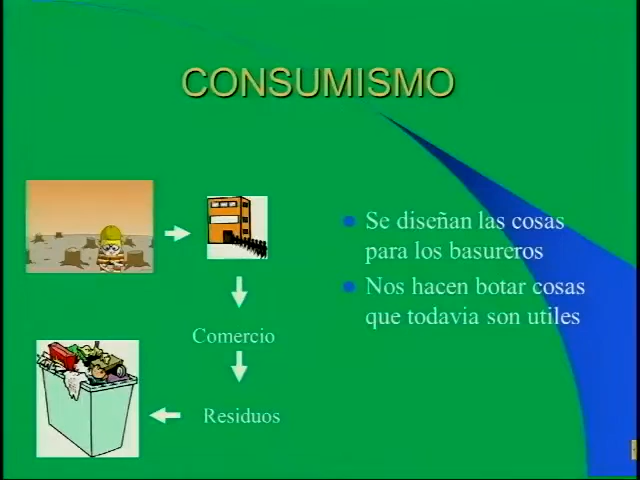 CONSUMISMO
Se diseñan las cosas
para los basureros
Nos hacen botar cosas
que todavia son utiles
Comercio
Residuos